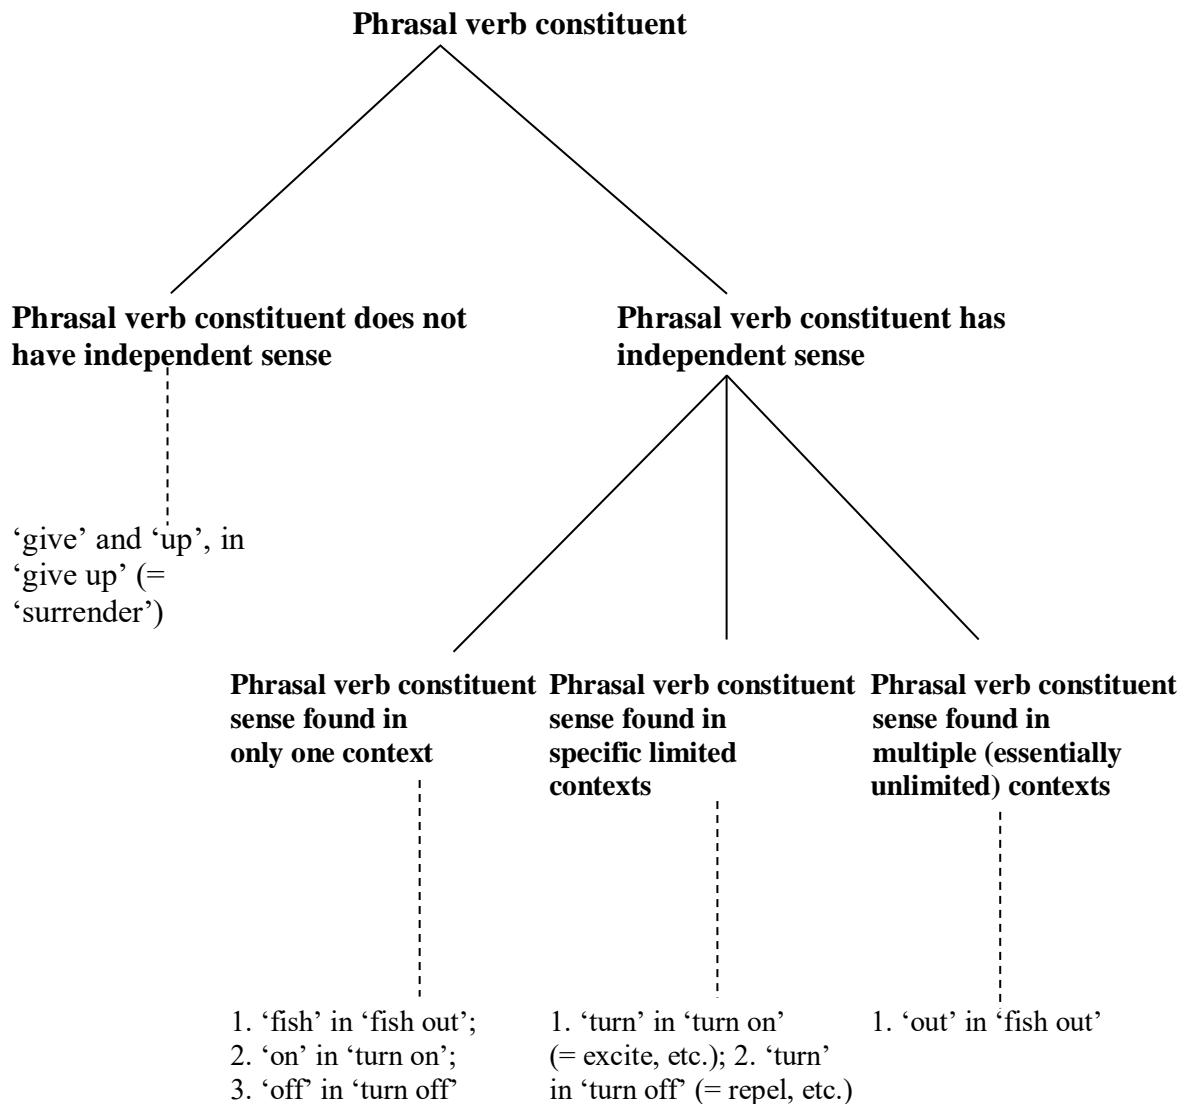 Phrasal verb constituent
Phrasal verb constituent does not
have independent sense
Phrasal verb constituent has
independent sense
‘give’ and ‘up’, in
‘give up’ (=
‘surrender’)
Phrasal verb constituent
sense found in
only one context
Phrasal verb constituent
sense found in
specific limited
contexts
Phrasal verb constituent
sense found in
multiple (essentially
unlimited) contexts
1. ‘fish’ in ‘fish out’;
2. ‘on’ in ‘turn on’;
3. ‘off’ in ‘turn off’
1. ‘turn’ in ‘turn on’
(= excite, etc.); 2. ‘turn’
in ‘turn off’ (= repel, etc.)
1. ‘out’ in ‘fish out’